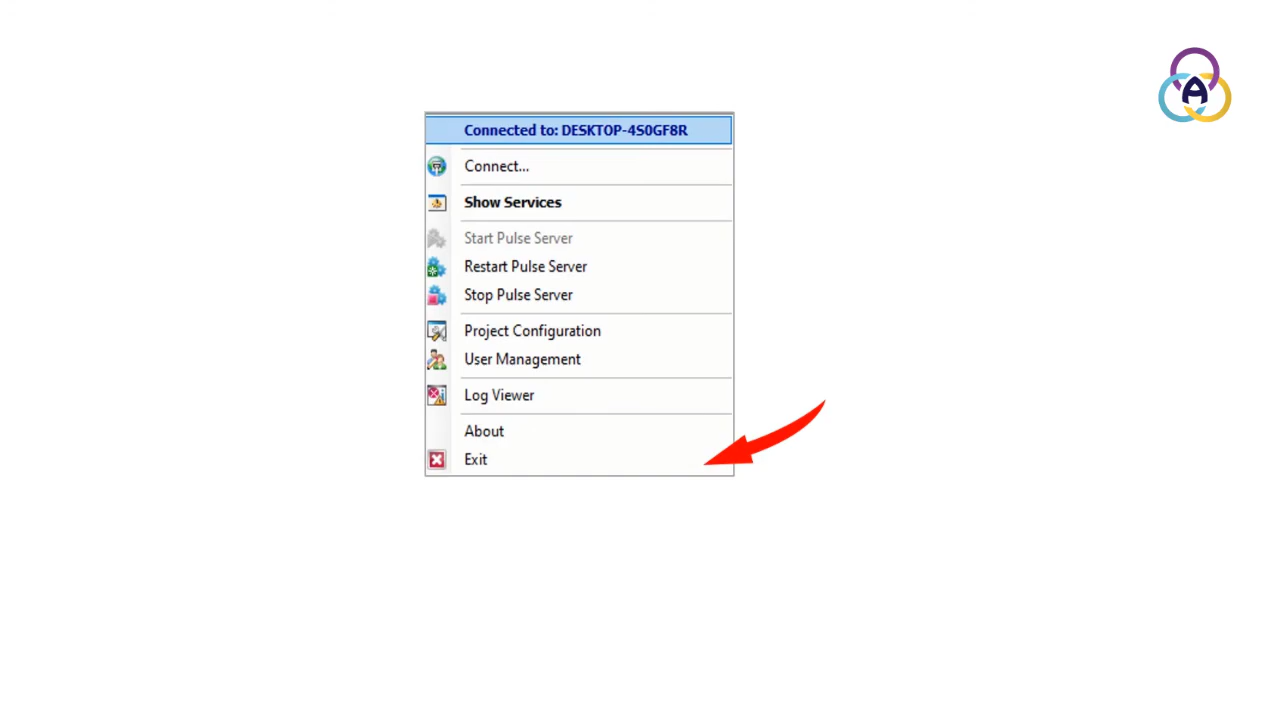 A
Connected to: DESKTOP-4S0GF8R
Connect...
Show Services
Start Pulse Server
Restart Pulse Server
Stop Pulse Server
Project Configuration
User Management
Log Viewer
About
Exit